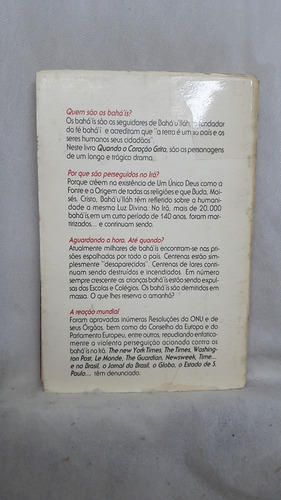 Quem são os bahá'ís?
Os bahá'ís são os seguidores de Bahá'u'lláh, o fundador
da fé bahá'í e acreditam que "a terra é um só país e os
seres humanos seus cidadãos".
Neste livro Quando o Coração Grita, são as personagens
de um longo e trágico drama...
Por que são perseguidos no Irã?
Porque crêem na existência de Um Único Deus como a
Fonte e a Origem de todas as religiões e que Buda, Moi-
sés, Cristo, Bahá'u'lláh têm refletido sobre a humani-
dade a mesma Luz Divina. No Irã, mais de 20.000
bahá'ís, em um curto período de 140 anos, foram mar-
tirizados... e continuam sendo.
Aguardando a hora. Até quando?
Atualmente milhares de bahá'ís encontram-se nas pri-
sões espalhadas por todo o país. Centenas estão sim-
plesmente "desaparecidos". Centenas de lares conti-
nuam sendo destruídos e incendiados. Em número
sempre crescente as crianças bahá'ís estão sendo expul-
sas das Escolas e Colégios. Os bahá'ís são demitidos em
massa. O que lhes reserva o amanhã?
A reação mundial
Foram aprovadas inúmeras Resoluções da ONU e de
seus Órgãos, bem como do Conselho da Europa e do
Parlamento Europeu, entre outras, repudiando enfatica-
mente a violenta perseguição acionada contra os
bahá'ís no Irã. The new York Times, The Times, Washing-
ton Post, Le Monde, The Guardian, Newsweek, Time...
e no Brasil, o Jornal do Brasil, o Globo, o Estado de S.
Paulo... têm denunciado.